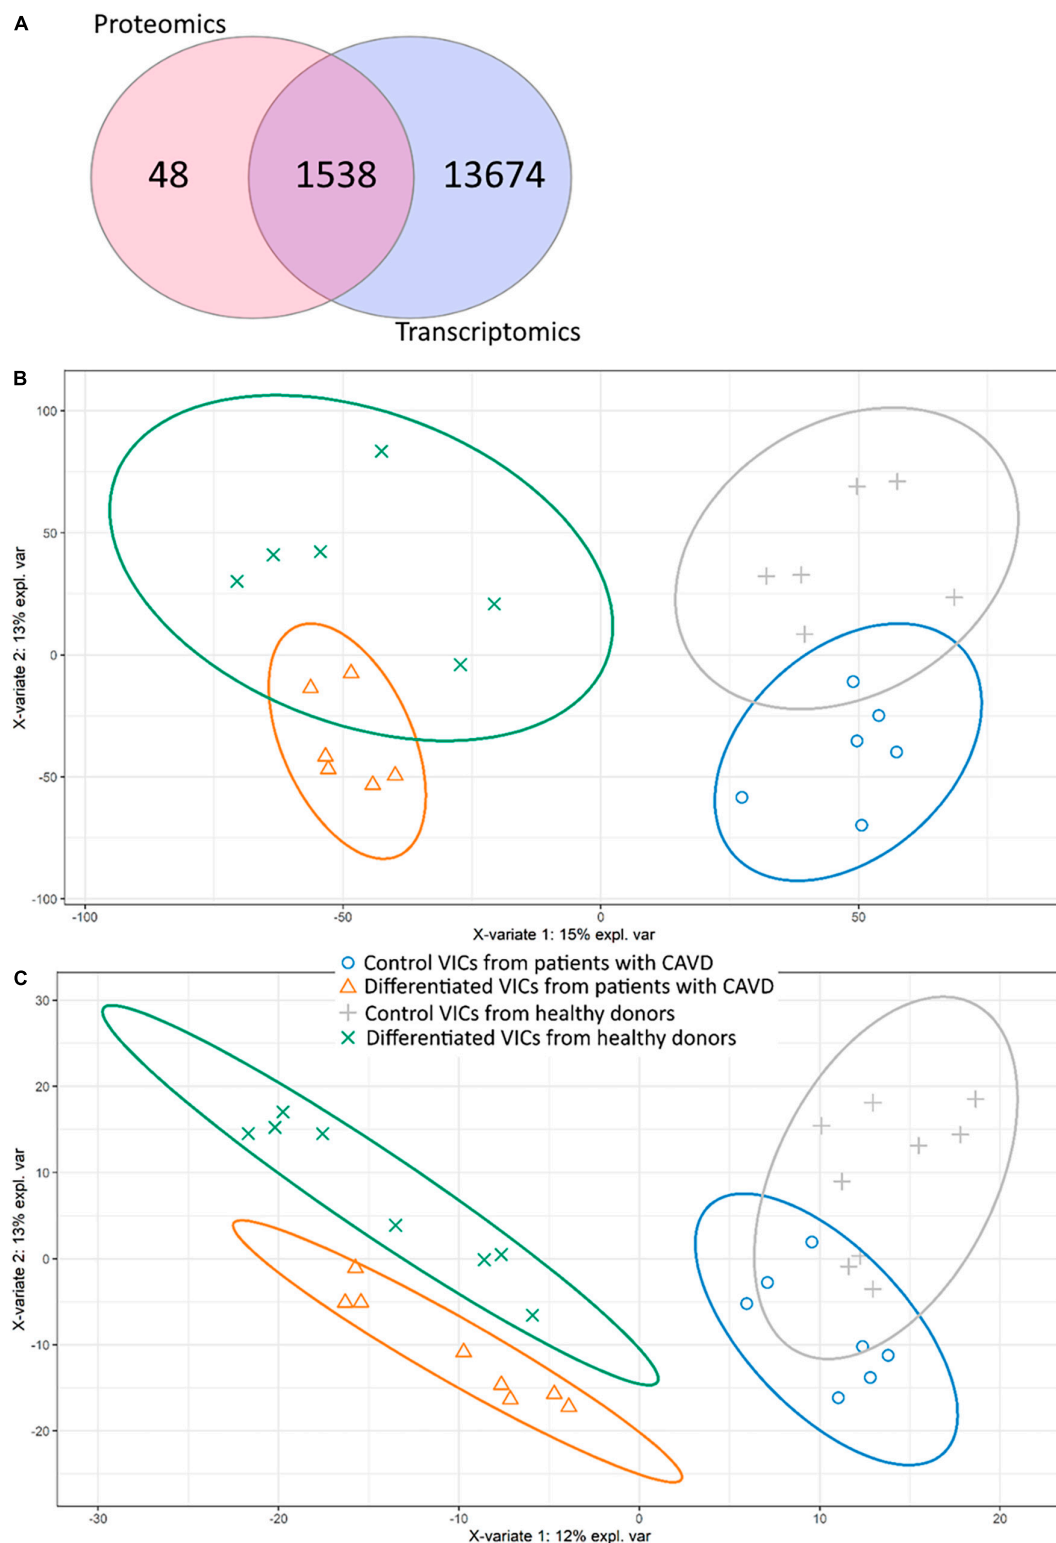 A
Proteomics
48
1538
13674
Transcriptomics
B
100
50
0
-50
-100
X-variate 2: 13% expl. var
-100
-50
0
50
X-variate 1: 15% expl. var
C
Control VICs from patients with CAVD
Differentiated VICs from patients with CAVD
Control VICs from healthy donors
Differentiated VICs from healthy donors
30
20
10
0
-10
-20
X-variate 2: 13% expl. var
-30
-20
-10
0
10
20
X-variate 1: 12% expl. var